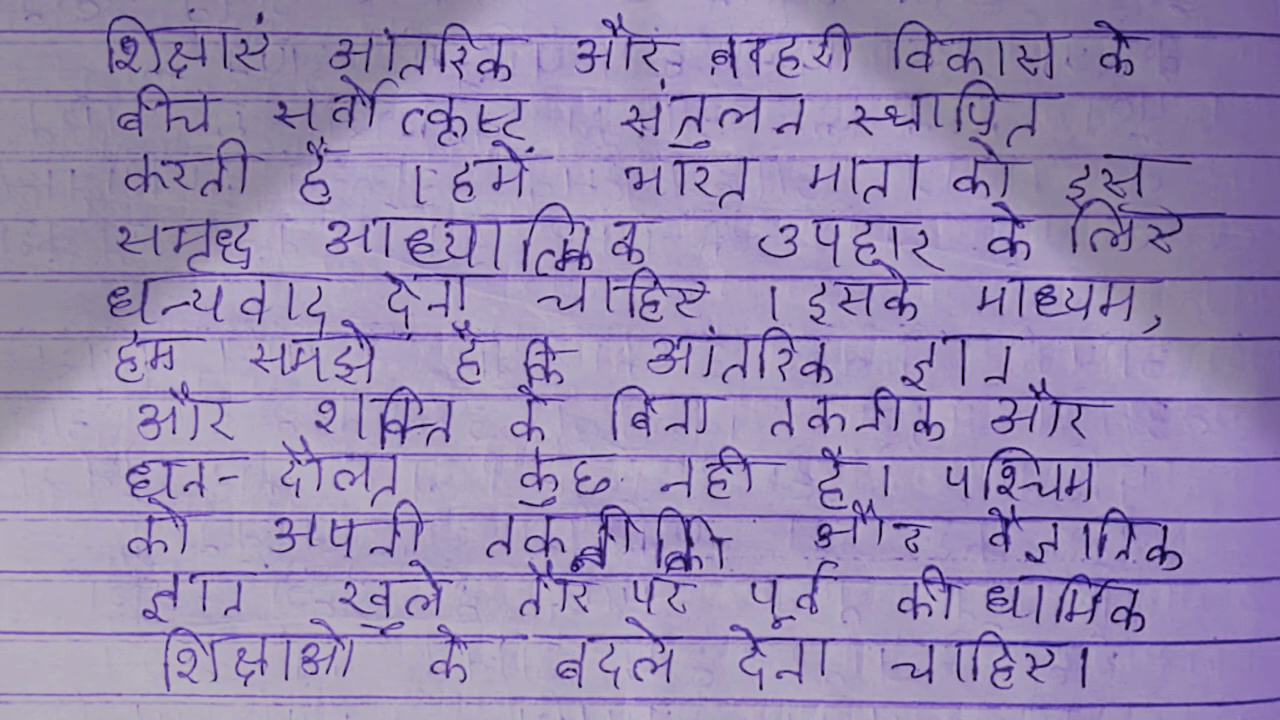 शिक्षासं आंतरिक और बाहरी विकास के
बीच सर्वोत्कृष्ट संतुलन स्थापित
करती हैं । हमें भारत माता को इस
समृध्द आध्यात्मिक उपहार के लिए
धन्यवाद देना चाहिए । इसके माध्यम,
हम समझे हैं कि आंतरिक ज्ञान
और शक्ति के बिना तकनीक और
धन-दौलत कुछ नही है। पश्चिम
को अपनी तकनीकी और वैज्ञानिक
ज्ञान खुले तौर पर पूर्व की धार्मिक
शिक्षाओ के बदले देना चाहिए।